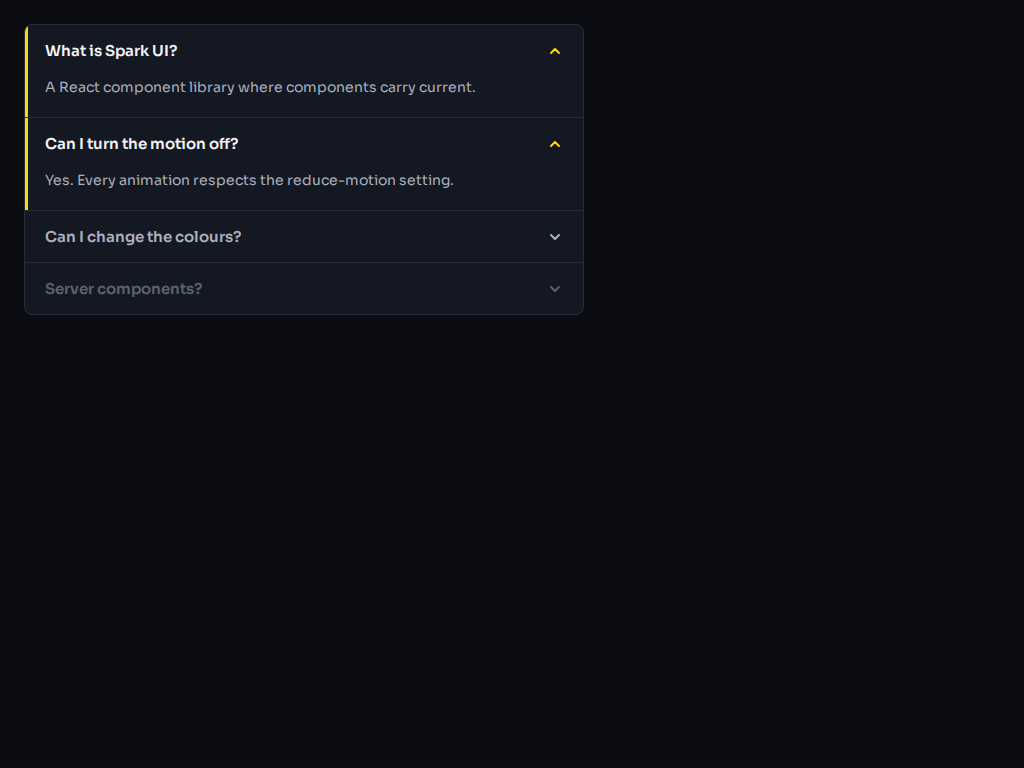 What is Spark UI?
A React component library where components carry current.
Can I turn the motion off?
Yes. Every animation respects the reduce-motion setting.
Can I change the colours?
Server components?